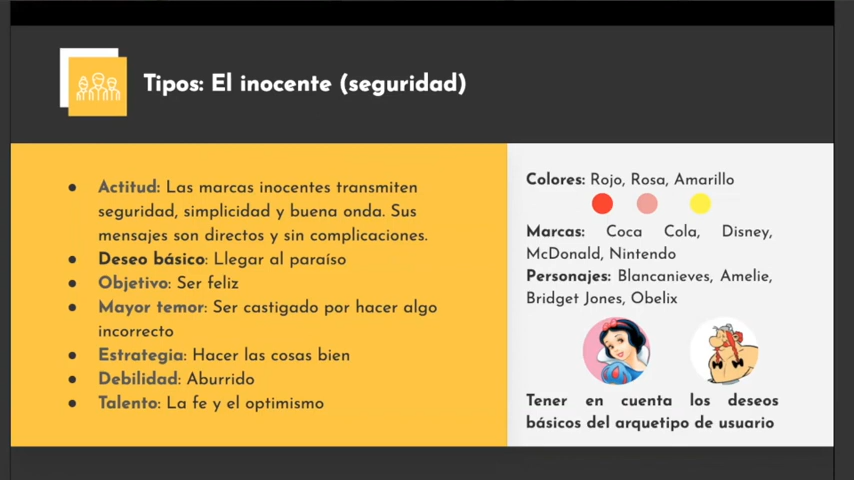 Tipos: El inocente (seguridad)
● Actitud: Las marcas inocentes transmiten
seguridad, simplicidad y buena onda. Sus
mensajes son directos y sin complicaciones.
● Deseo básico: Llegar al paraíso
● Objetivo: Ser feliz
● Mayor temor: Ser castigado por hacer algo
incorrecto
● Estrategia: Hacer las cosas bien
● Debilidad: Aburrido
● Talento: La fe y el optimismo
Colores: Rojo, Rosa, Amarillo
Marcas: Coca Cola, Disney,
McDonald, Nintendo
Personajes: Blancanieves, Amelie,
Bridget Jones, Obelix
Tener en cuenta los deseos
básicos del arquetipo de usuario